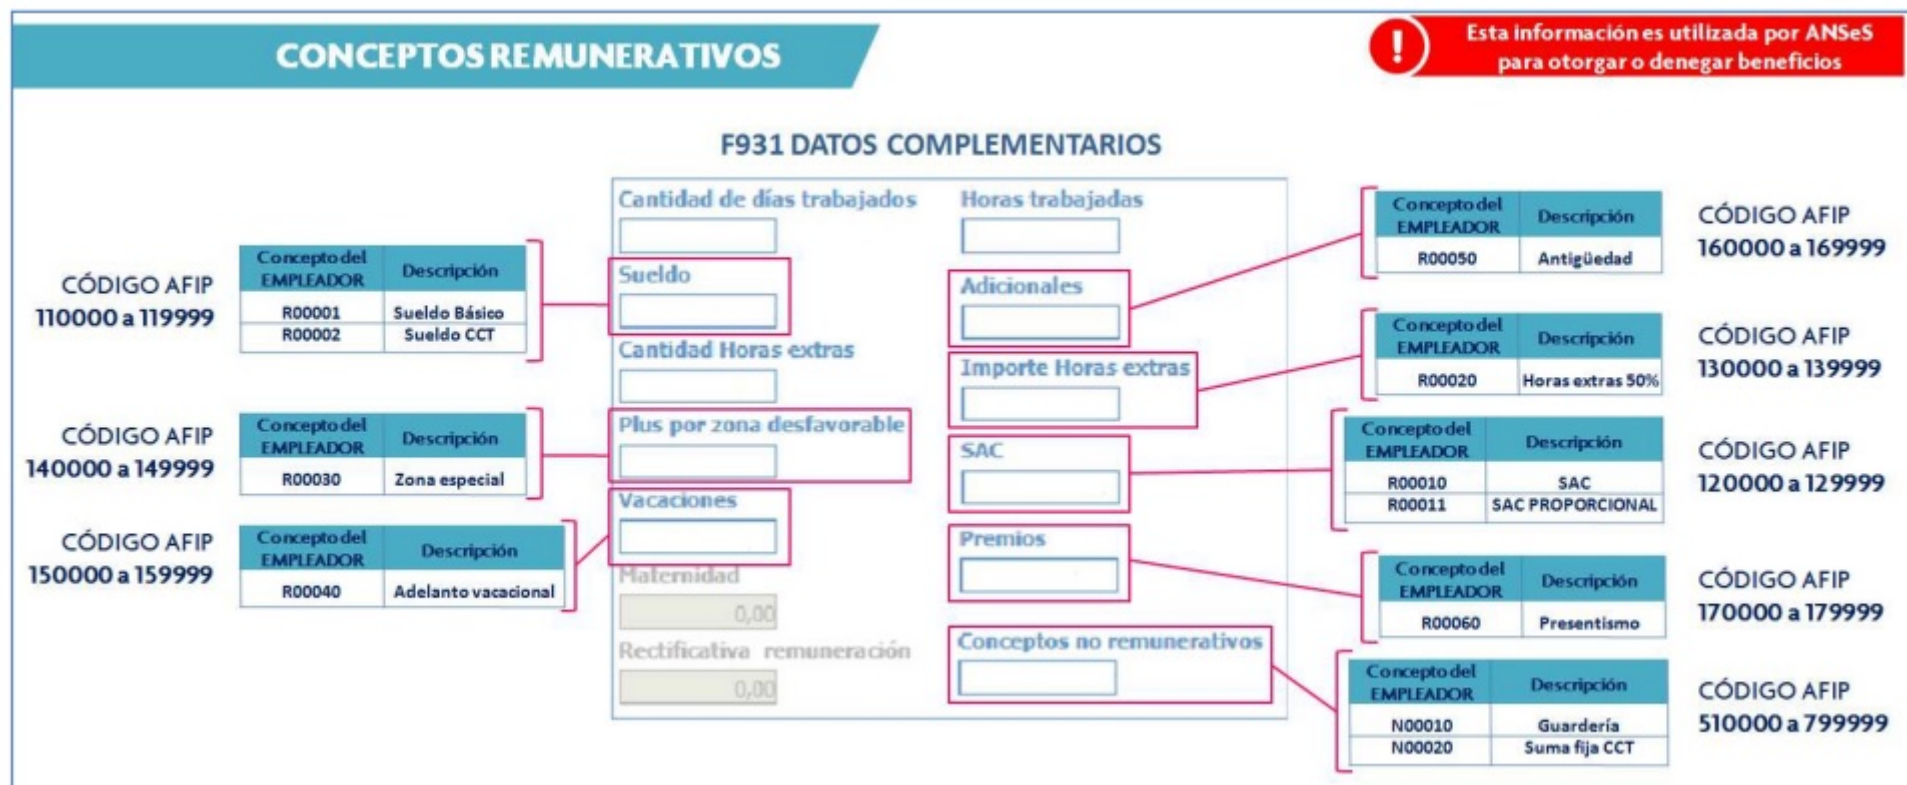 CONCEPTOS REMUNERATIVOS
Esta información es utilizada por ANSeS
para otorgar o denegar beneficios
F931 DATOS COMPLEMENTARIOS
CÓDIGO AFIP
110000 a 119999
Concepto del
EMPLEADOR
Descripción
R00001 Sueldo Básico
R00002 Sueldo CCT
CÓDIGO AFIP
140000 a 149999
Concepto del
EMPLEADOR
Descripción
R00030 Zona especial
CÓDIGO AFIP
150000 a 159999
Concepto del
EMPLEADOR
Descripción
R00040 Adelanto vacacional
Cantidad de días trabajados
Sueldo
Cantidad Horas extras
Plus por zona desfavorable
Vacaciones
Maternidad
0,00
Rectificativa remuneración
0,00
Horas trabajadas
Adicionales
Importe Horas extras
SAC
Premios
Conceptos no remunerativos
Concepto del
EMPLEADOR
Descripción
R00050 Antigüedad
CÓDIGO AFIP
160000 a 169999
Concepto del
EMPLEADOR
Descripción
R00020 Horas extras 50%
CÓDIGO AFIP
130000 a 139999
Concepto del
EMPLEADOR
Descripción
R00010 SAC
R00011 SAC PROPORCIONAL
CÓDIGO AFIP
120000 a 129999
Concepto del
EMPLEADOR
Descripción
R00060 Presentismo
CÓDIGO AFIP
170000 a 179999
Concepto del
EMPLEADOR
Descripción
N00010 Guardería
N00020 Suma fija CCT
CÓDIGO AFIP
510000 a 799999